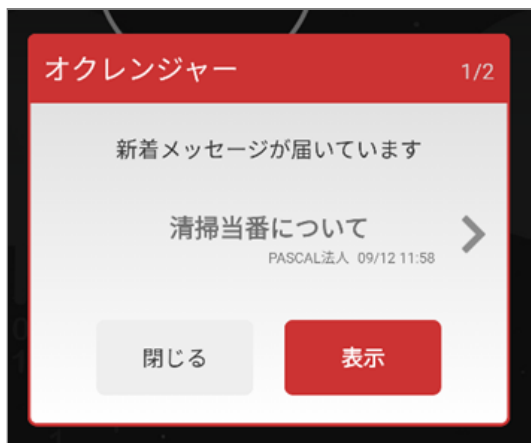 オクレンジャー 1/2
新着メッセージが届いています
清掃当番について
PASCAL法人 09/12 11:58
閉じる 表示